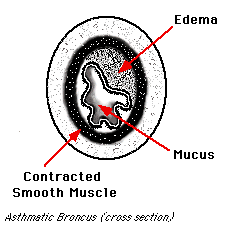 Edema
Mucus
Contracted
Smooth Muscle
Asthmatic Broncus ('cross section,)